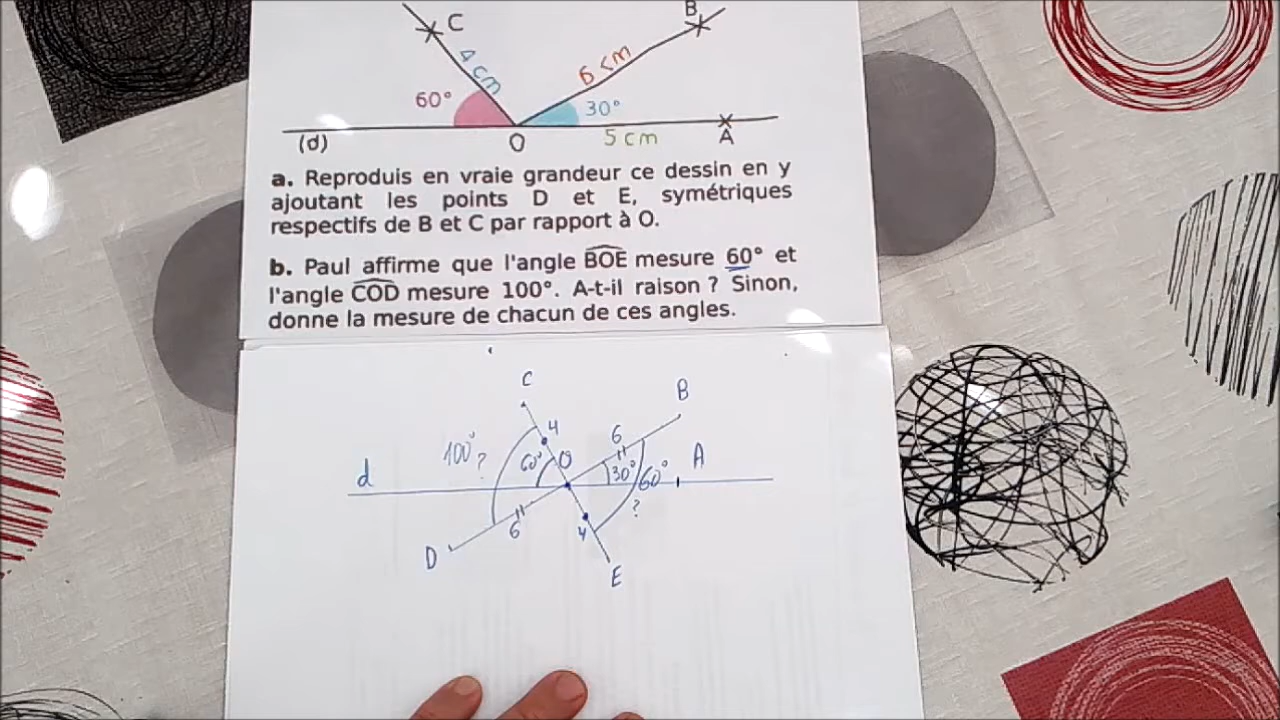 B
C
4 cm
6 cm
60°
30°
(d)
O
5 cm
A
a. Reproduis en vraie grandeur ce dessin en y
ajoutant les points D et E, symétriques
respectifs de B et C par rapport à O.
b. Paul affirme que l'angle BOE mesure 60° et
l'angle COD mesure 100°. A-t-il raison ? Sinon,
donne la mesure de chacun de ces angles.
C
B
4
6
100° ?
60°
O
30°
60°
A
d
?
6
4
D
E